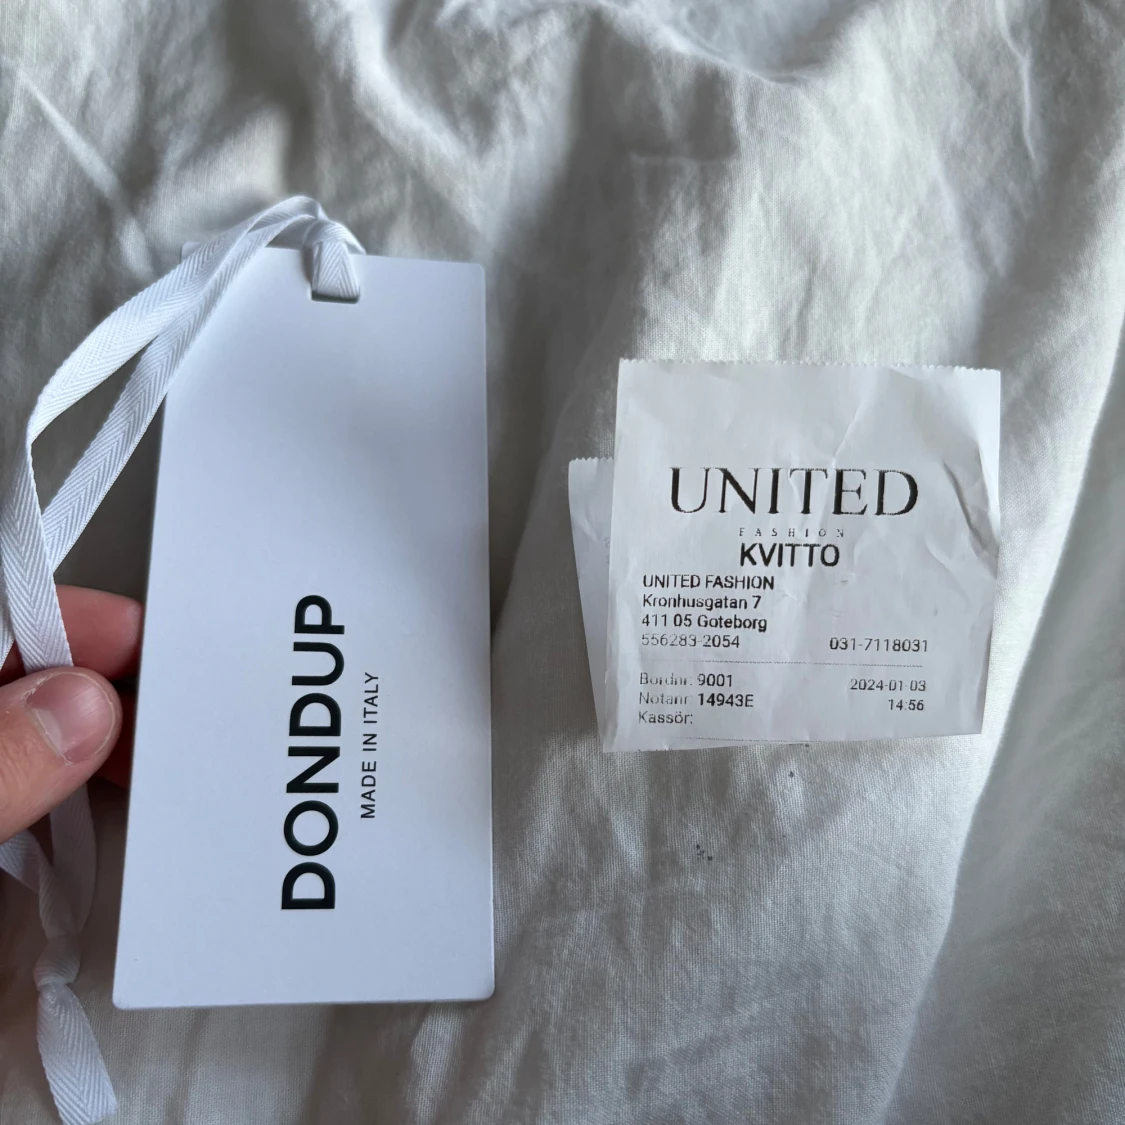 DONDUP
MADE IN ITALY
UNITED
FASHION
KVITTO
UNITED FASHION
Kronhusgatan 7
411 05 Goteborg
556283-2054 031-7118031
Bordnr: 9001 2024-01-03
Notanr: 14943E 14:56
Kassör: